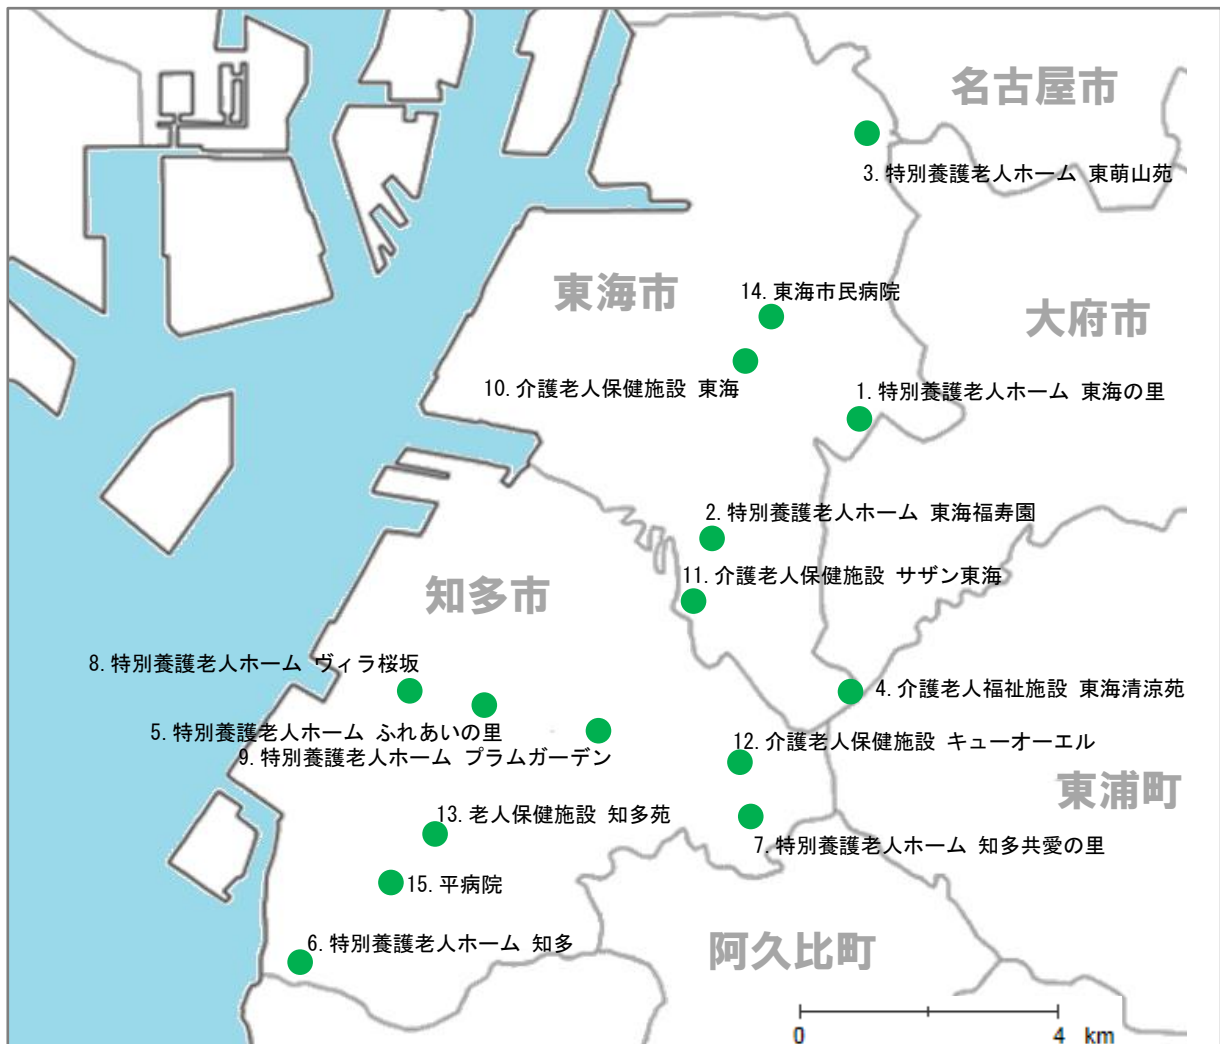 名古屋市
3.特別養護老人ホーム 東萌山苑
東海市
14.東海市民病院
大府市
10.介護老人保健施設 東海
1.特別養護老人ホーム 東海の里
2.特別養護老人ホーム 東海福寿園
11.介護老人保健施設 サザン東海
知多市
8.特別養護老人ホーム ヴィラ桜坂
4.介護老人福祉施設 東海清涼苑
5.特別養護老人ホーム ふれあいの里
12.介護老人保健施設 キューオーエル
9.特別養護老人ホーム プラムガーデン
東浦町
13.老人保健施設 知多苑
7.特別養護老人ホーム 知多共愛の里
15.平病院
6.特別養護老人ホーム 知多
阿久比町
0 4 km